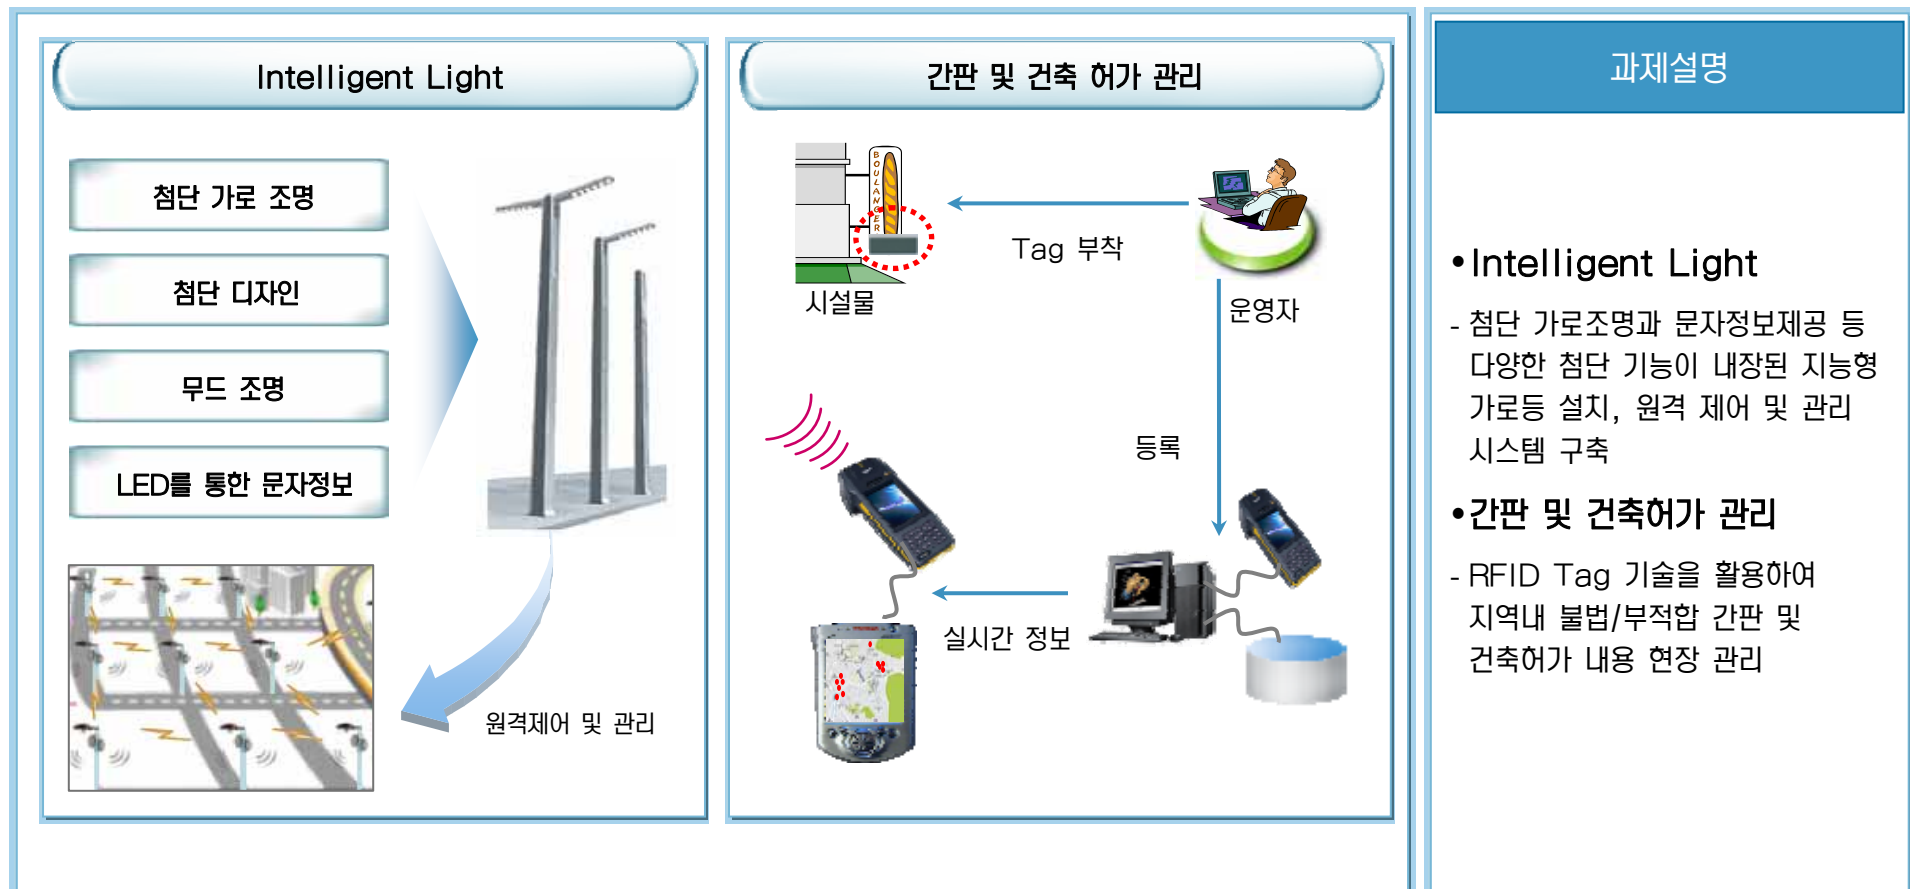 Intelligent Light
첨단 가로 조명
첨단 디자인
무드 조명
LED를 통한 문자정보
원격제어 및 관리
간판 및 건축 허가 관리
BOULANGER
Tag 부착
시설물
운영자
등록
실시간 정보
과제설명
•Intelligent Light
- 첨단 가로조명과 문자정보제공 등
다양한 첨단 기능이 내장된 지능형
가로등 설치, 원격 제어 및 관리
시스템 구축
•간판 및 건축허가 관리
- RFID Tag 기술을 활용하여
지역내 불법/부적합 간판 및
건축허가 내용 현장 관리